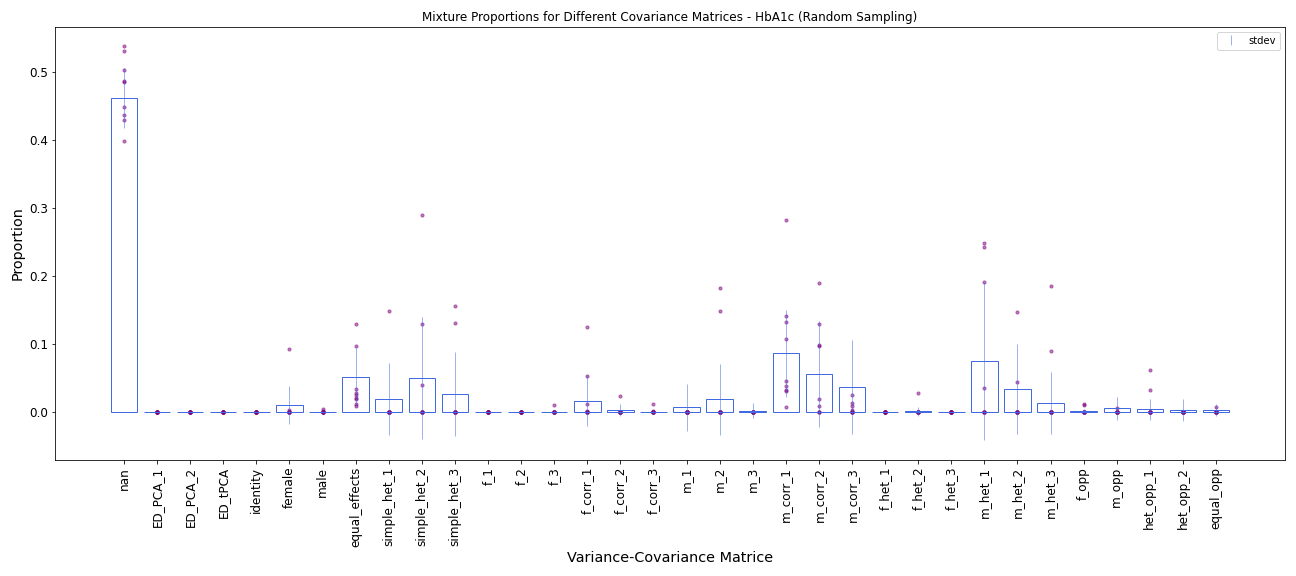 Mixture Proportions for Different Covariance Matrices - HbA1c (Random Sampling)
stdev
Proportion
0.5
0.4
0.3
0.2
0.1
0.0
nan
ED_PCA_1
ED_PCA_2
ED_tPCA
identity
female
male
equal_effects
simple_het_1
simple_het_2
simple_het_3
f_1
f_2
f_3
f_corr_1
f_corr_2
f_corr_3
m_1
m_2
m_3
m_corr_1
m_corr_2
m_corr_3
f_het_1
f_het_2
f_het_3
m_het_1
m_het_2
m_het_3
f_opp
m_opp
het_opp_1
het_opp_2
equal_opp
Variance-Covariance Matrice